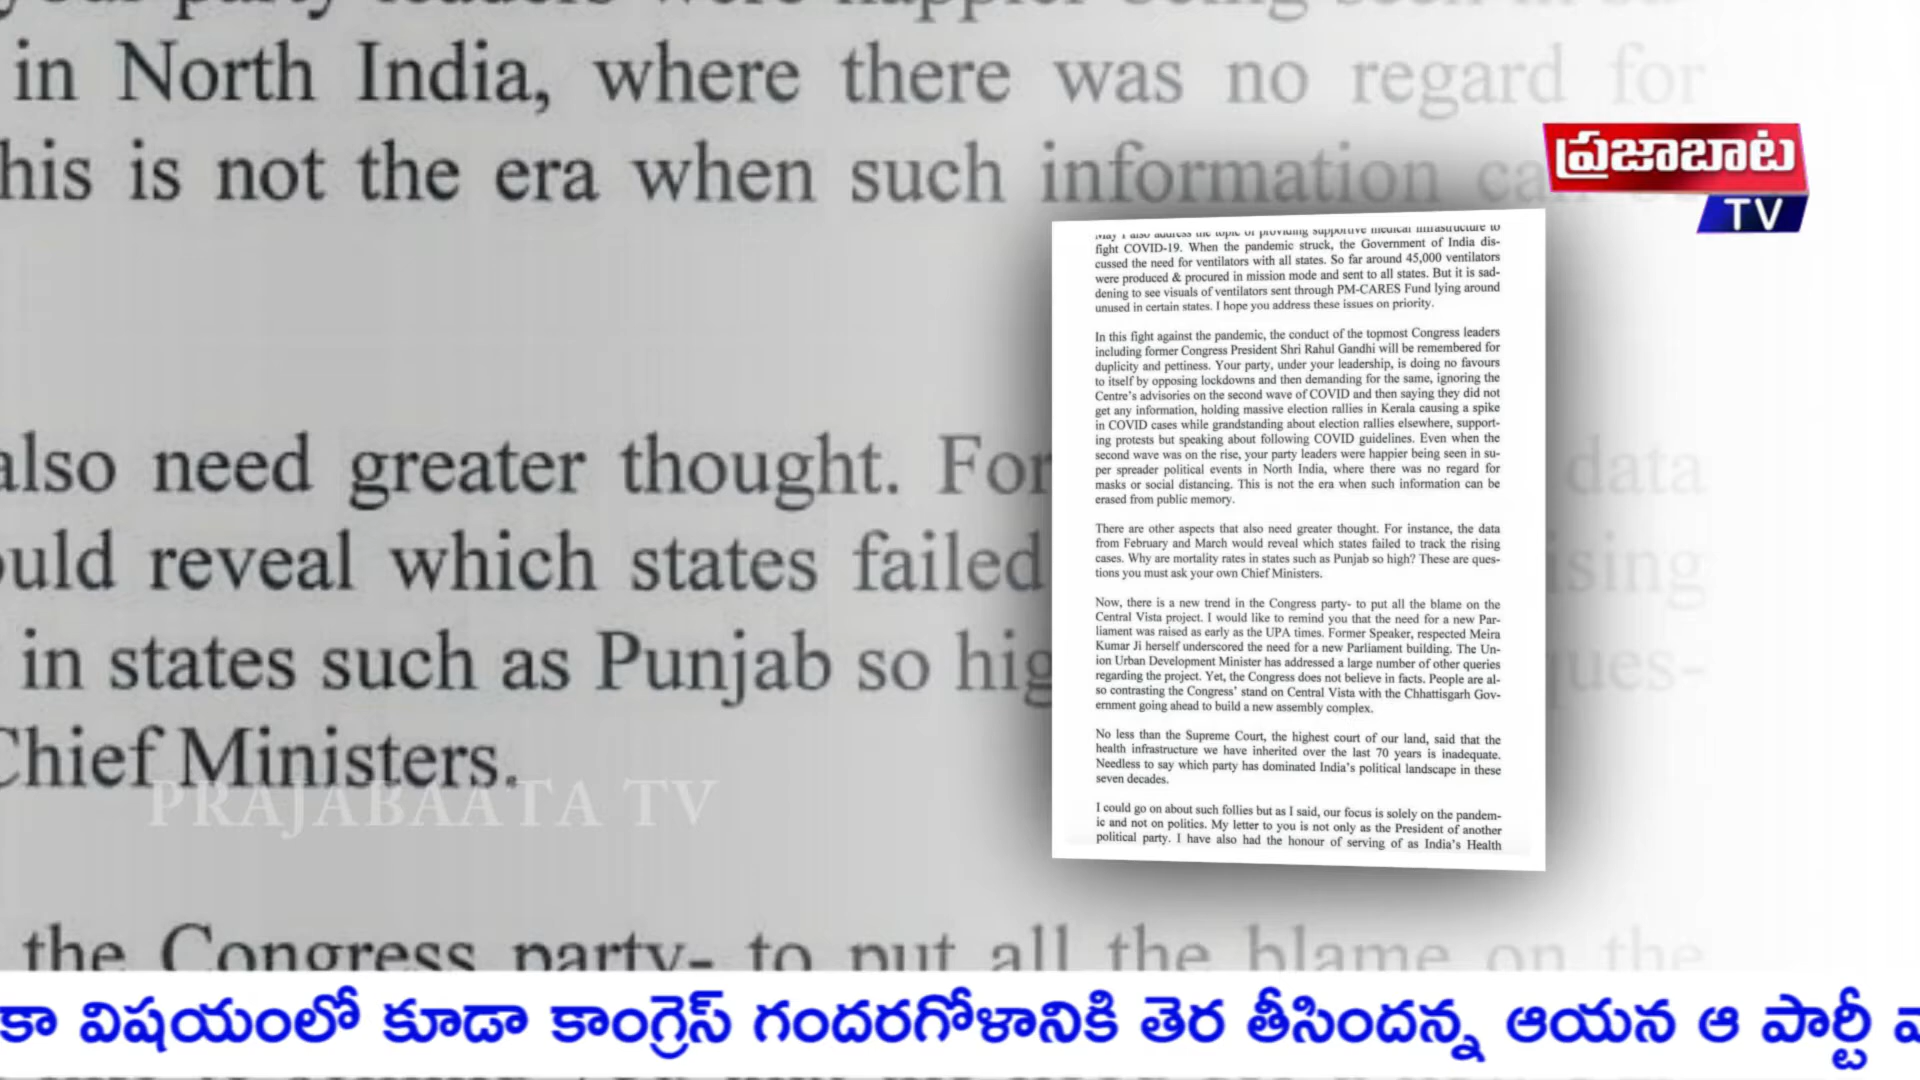 your party leaders were happier being seen in su-
in North India, where there was no regard for
his is not the era when such information ca
also need greater thought. For data
ould reveal which states failed ising
in states such as Punjab so hig ques-
Chief Ministers.
the Congress party- to put all the blame on the
ప్రజాబాట
TV
May I also address the topic of providing supportive medical infrastructure to
fight COVID-19. When the pandemic struck, the Government of India dis-
cussed the need for ventilators with all states. So far around 45,000 ventilators
were produced & procured in mission mode and sent to all states. But it is sad-
dening to see visuals of ventilators sent through PM-CARES Fund lying around
unused in certain states. I hope you address these issues on priority.
In this fight against the pandemic, the conduct of the topmost Congress leaders
including former Congress President Shri Rahul Gandhi will be remembered for
duplicity and pettiness. Your party, under your leadership, is doing no favours
to itself by opposing lockdowns and then demanding for the same, ignoring the
Centre's advisories on the second wave of COVID and then saying they did not
get any information, holding massive election rallies in Kerala causing a spike
in COVID cases while grandstanding about election rallies elsewhere, support-
ing protests but speaking about following COVID guidelines. Even when the
second wave was on the rise, your party leaders were happier being seen in su-
per spreader political events in North India, where there was no regard for
masks or social distancing. This is not the era when such information can be
erased from public memory.
There are other aspects that also need greater thought. For instance, the data
from February and March would reveal which states failed to track the rising
cases. Why are mortality rates in states such as Punjab so high? These are ques-
tions you must ask your own Chief Ministers.
Now, there is a new trend in the Congress party- to put all the blame on the
Central Vista project. I would like to remind you that the need for a new Par-
liament was raised as early as the UPA times. Former Speaker, respected Meira
Kumar Ji herself underscored the need for a new Parliament building. The Un-
ion Urban Development Minister has addressed a large number of other queries
regarding the project. Yet, the Congress does not believe in facts. People are al-
so contrasting the Congress' stand on Central Vista with the Chhattisgarh Gov-
ernment going ahead to build a new assembly complex.
No less than the Supreme Court, the highest court of our land, said that the
health infrastructure we have inherited over the last 70 years is inadequate.
Needless to say which party has dominated India's political landscape in these
seven decades.
I could go on about such follies but as I said, our focus is solely on the pandem-
ic and not on politics. My letter to you is not only as the President of another
political party. I have also had the honour of serving of as India's Health
PRAJABAATA TV
కా విషయంలో కూడా కాంగ్రెస్ గందరగోళానికి తెర తీసిందన్న ఆయన ఆ పార్టీ